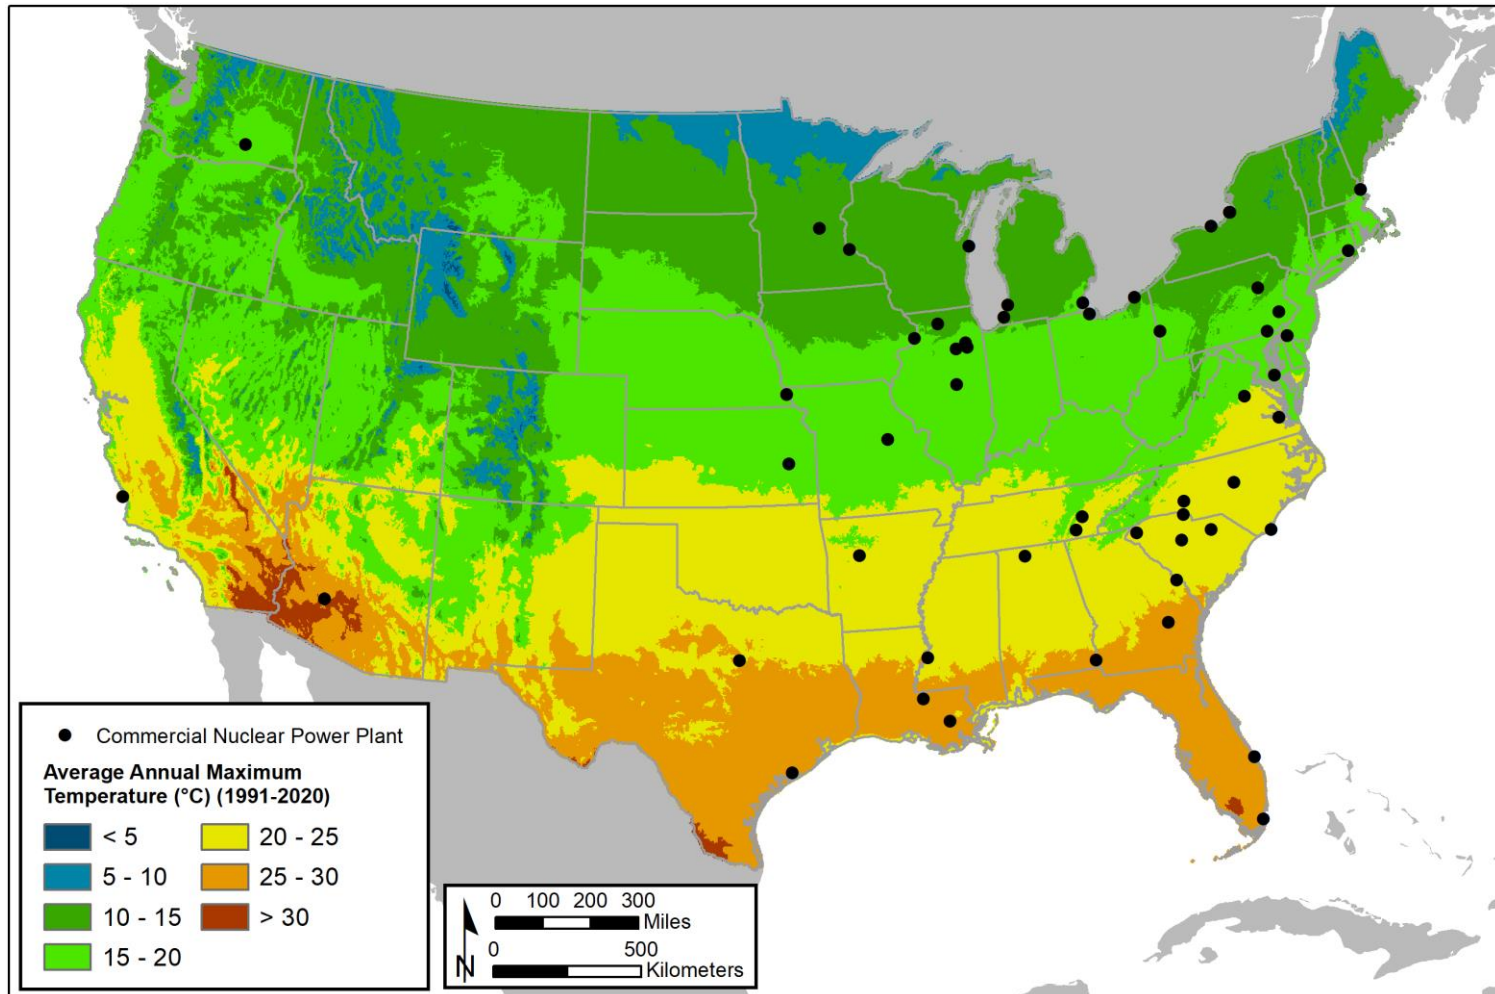 Commercial Nuclear Power Plant
Average Annual Maximum
Temperature (°C) (1991-2020)
< 5
20 - 25
5 - 10
25 - 30
10 - 15
> 30
15 - 20
N
0 100 200 300
Miles
0 500
Kilometers